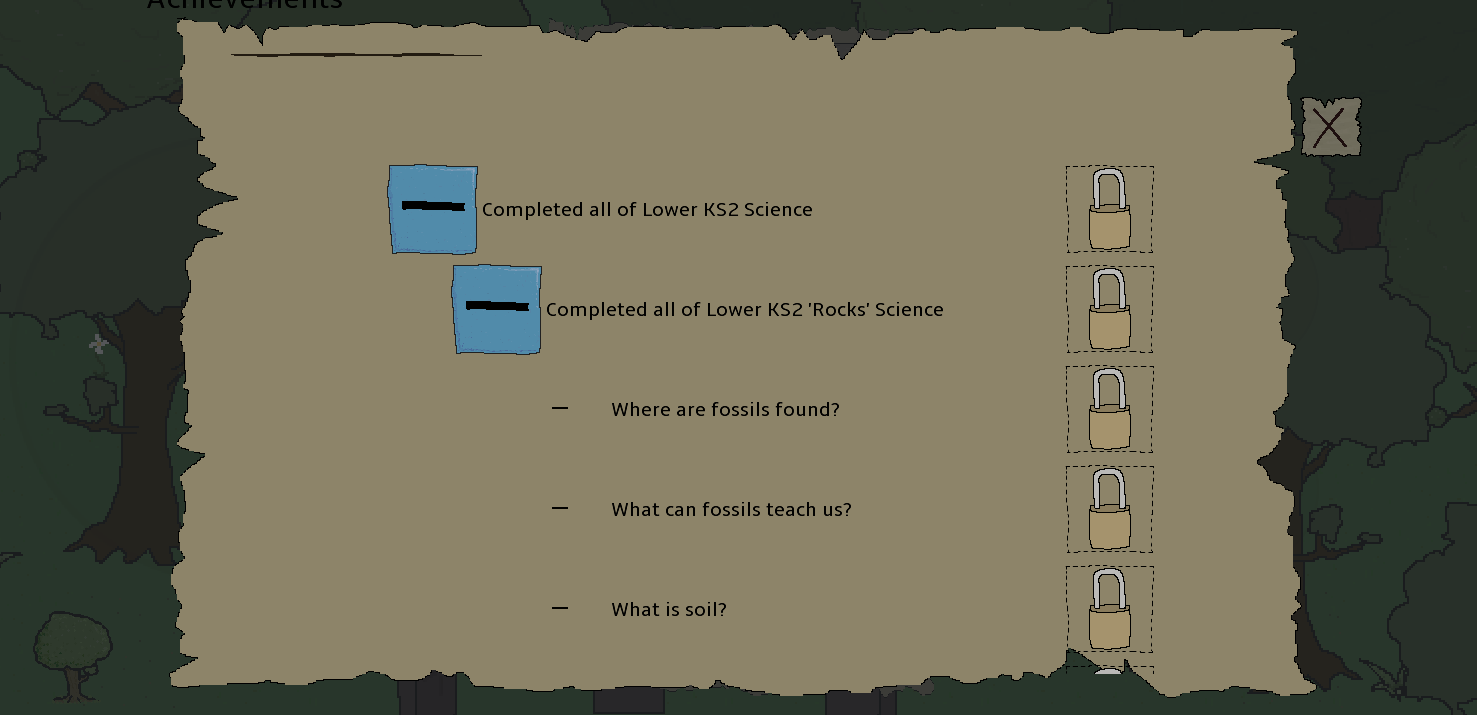 Achievements
Completed all of Lower KS2 Science
Completed all of Lower KS2 'Rocks' Science
— Where are fossils found?
— What can fossils teach us?
— What is soil?